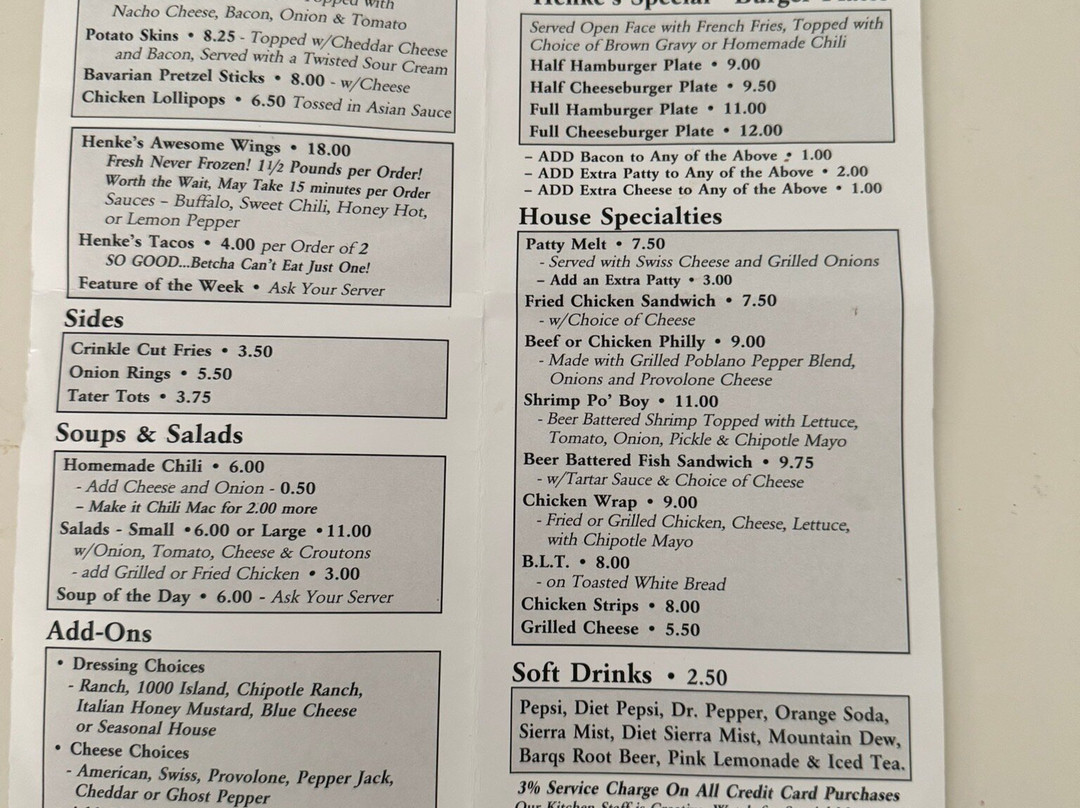 Topped with
Nacho Cheese, Bacon, Onion & Tomato
Potato Skins • 8.25 - Topped w/Cheddar Cheese
and Bacon, Served with a Twisted Sour Cream
Bavarian Pretzel Sticks • 8.00 - w/Cheese
Chicken Lollipops • 6.50 Tossed in Asian Sauce
Henke's Awesome Wings • 18.00
Fresh Never Frozen! 1 1/2 Pounds per Order!
Worth the Wait, May Take 15 minutes per Order
Sauces – Buffalo, Sweet Chili, Honey Hot,
or Lemon Pepper
Henke's Tacos • 4.00 per Order of 2
SO GOOD...Betcha Can't Eat Just One!
Feature of the Week • Ask Your Server
Sides
Crinkle Cut Fries • 3.50
Onion Rings • 5.50
Tater Tots • 3.75
Soups & Salads
Homemade Chili • 6.00
- Add Cheese and Onion - 0.50
– Make it Chili Mac for 2.00 more
Salads - Small •6.00 or Large •11.00
w/Onion, Tomato, Cheese & Croutons
- add Grilled or Fried Chicken • 3.00
Soup of the Day • 6.00 - Ask Your Server
Add-Ons
• Dressing Choices
- Ranch, 1000 Island, Chipotle Ranch,
Italian Honey Mustard, Blue Cheese
or Seasonal House
• Cheese Choices
- American, Swiss, Provolone, Pepper Jack,
Cheddar or Ghost Pepper
Henke's Special Burger
Served Open Face with French Fries, Topped with
Choice of Brown Gravy or Homemade Chili
Half Hamburger Plate • 9.00
Half Cheeseburger Plate • 9.50
Full Hamburger Plate • 11.00
Full Cheeseburger Plate • 12.00
– ADD Bacon to Any of the Above • 1.00
– ADD Extra Patty to Any of the Above • 2.00
– ADD Extra Cheese to Any of the Above • 1.00
House Specialties
Patty Melt • 7.50
- Served with Swiss Cheese and Grilled Onions
– Add an Extra Patty • 3.00
Fried Chicken Sandwich • 7.50
- w/Choice of Cheese
Beef or Chicken Philly • 9.00
- Made with Grilled Poblano Pepper Blend,
Onions and Provolone Cheese
Shrimp Po' Boy • 11.00
- Beer Battered Shrimp Topped with Lettuce,
Tomato, Onion, Pickle & Chipotle Mayo
Beer Battered Fish Sandwich • 9.75
- w/Tartar Sauce & Choice of Cheese
Chicken Wrap • 9.00
- Fried or Grilled Chicken, Cheese, Lettuce,
with Chipotle Mayo
B.L.T. • 8.00
- on Toasted White Bread
Chicken Strips • 8.00
Grilled Cheese • 5.50
Soft Drinks • 2.50
Pepsi, Diet Pepsi, Dr. Pepper, Orange Soda,
Sierra Mist, Diet Sierra Mist, Mountain Dew,
Barqs Root Beer, Pink Lemonade & Iced Tea.
3% Service Charge On All Credit Card Purchases
Our Kitchen Staff is